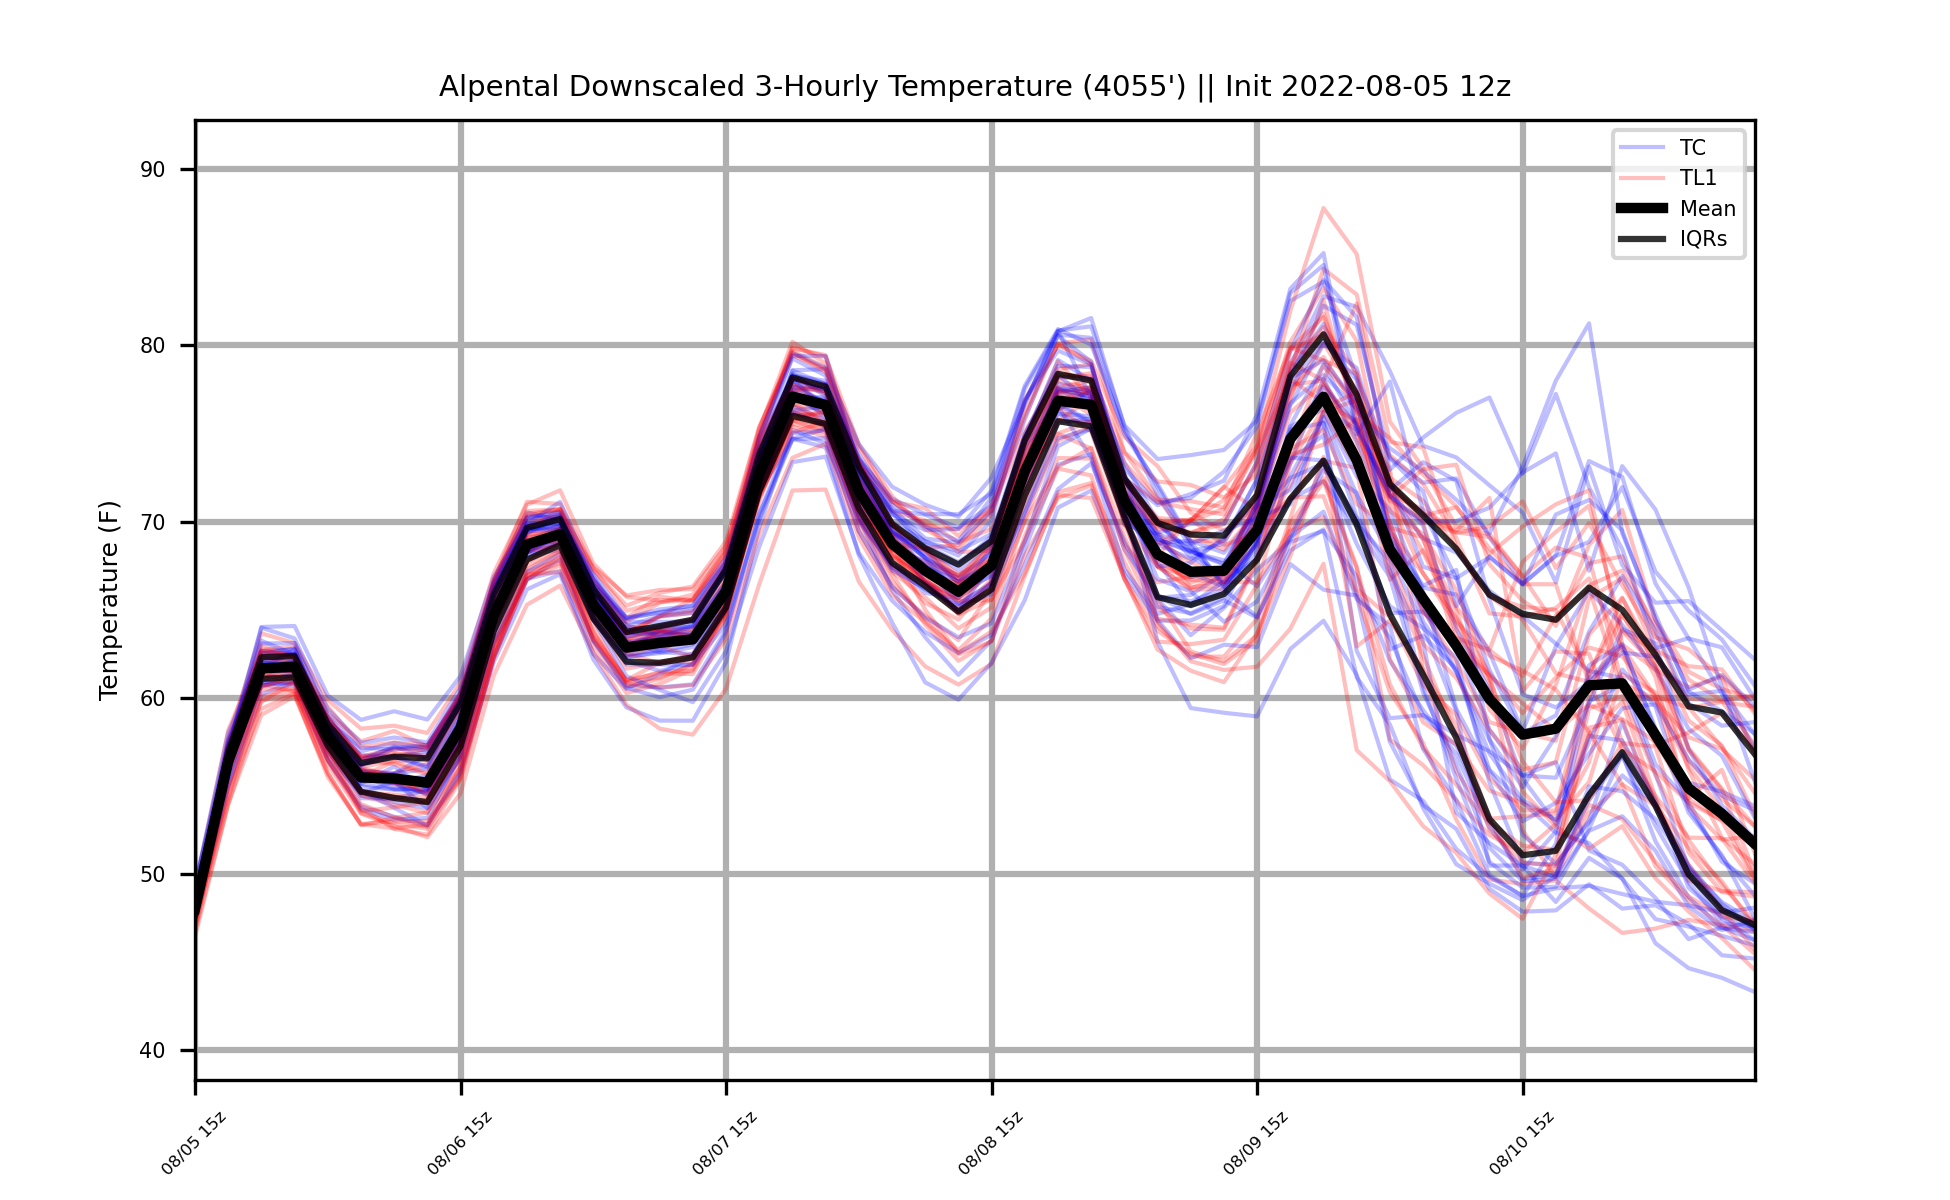 Alpental Downscaled 3-Hourly Temperature (4055') || Init 2022-08-05 12z
TC
TL1
Mean
IQRs
Temperature (F)
90
80
70
60
50
40
08/05 15z
08/06 15z
08/07 15z
08/08 15z
08/09 15z
08/10 15z